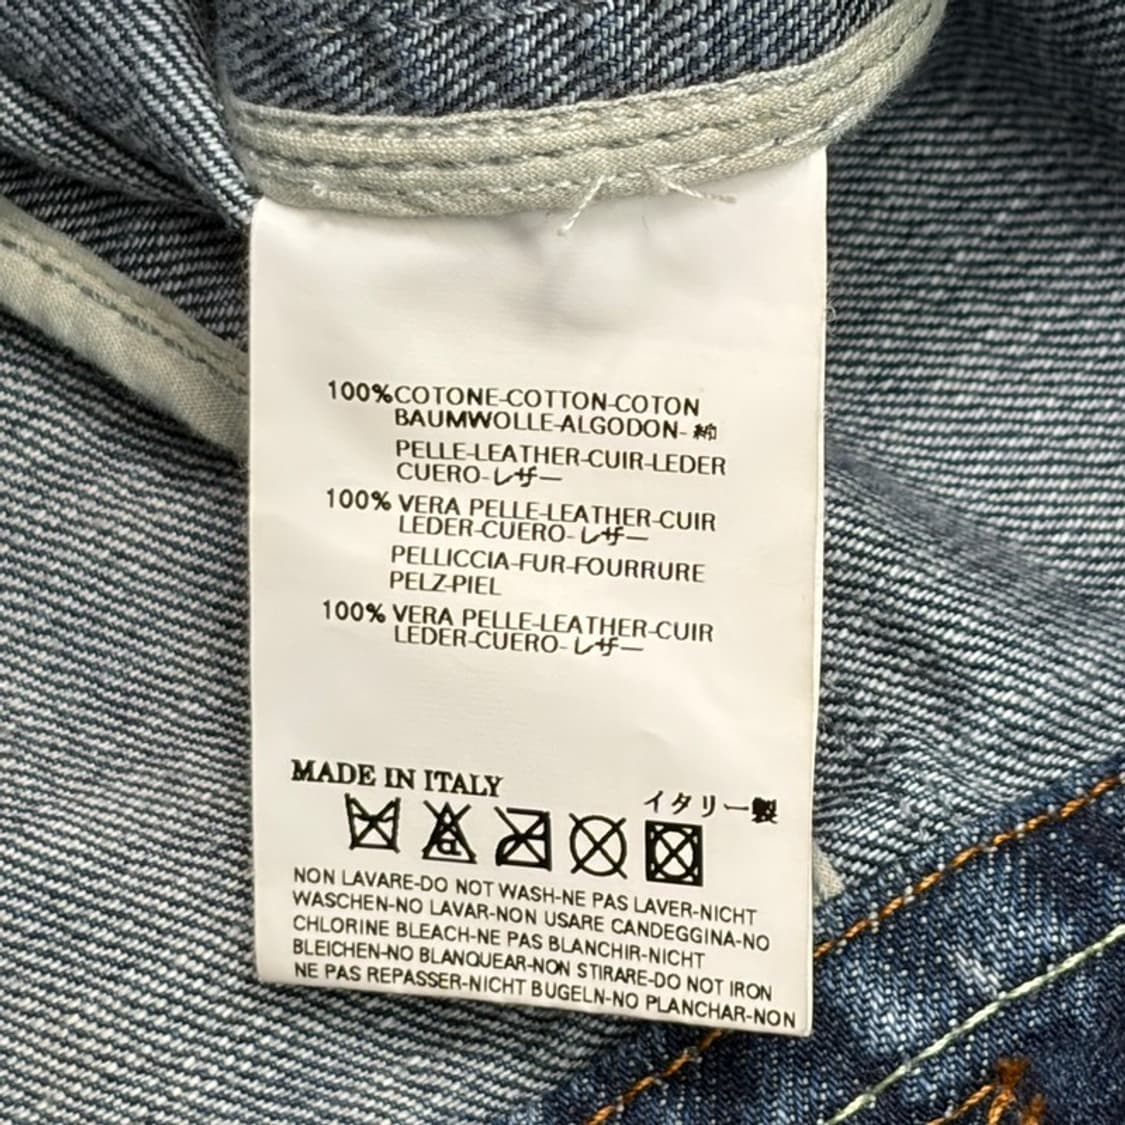 100% COTONE-COTTON-COTON
BAUMWOLLE-ALGODON- 綿
PELLE-LEATHER-CUIR-LEDER
CUERO-レザー
100% VERA PELLE-LEATHER-CUIR
LEDER-CUERO-レザー
PELLICCIA-FUR-FOURRURE
PELZ-PIEL
100% VERA PELLE-LEATHER-CUIR
LEDER-CUERO-レザー
MADE IN ITALY
イタリー製
NON LAVARE-DO NOT WASH-NE PAS LAVER-NICHT
WASCHEN-NO LAVAR-NON USARE CANDEGGINA-NO
CHLORINE BLEACH-NE PAS BLANCHIR-NICHT
BLEICHEN-NO BLANQUEAR-NON STIRARE-DO NOT IRON
NE PAS REPASSER-NICHT BUGELN-NO PLANCHAR-NON